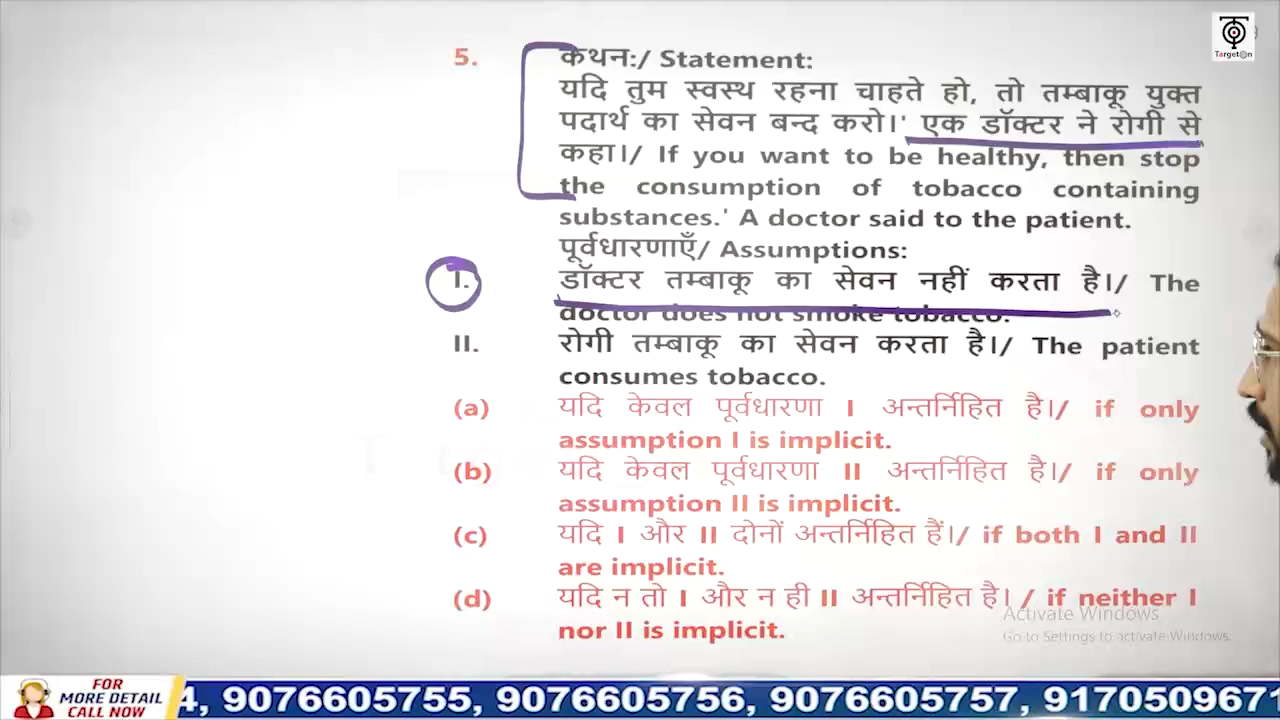 Target
5. कथन:/ Statement:
यदि तुम स्वस्थ रहना चाहते हो, तो तम्बाकू युक्त
पदार्थ का सेवन बन्द करो।' एक डॉक्टर ने रोगी से
कहा।/ If you want to be healthy, then stop
the consumption of tobacco containing
substances.' A doctor said to the patient.
पूर्वधारणाएँ/ Assumptions:
I. डॉक्टर तम्बाकू का सेवन नहीं करता है।/ The
doctor does not smoke tobacco.
II. रोगी तम्बाकू का सेवन करता है।/ The patient
consumes tobacco.
(a) यदि केवल पूर्वधारणा I अन्तर्निहित है।/ if only
assumption I is implicit.
(b) यदि केवल पूर्वधारणा II अन्तर्निहित है।/ if only
assumption II is implicit.
(c) यदि I और II दोनों अन्तर्निहित हैं।/ if both I and II
are implicit.
(d) यदि न तो I और न ही II अन्तर्निहित है। / if neither I
nor II is implicit.
Activate Windows
Go to Settings to activate Windows.
FOR
MORE DETAIL
CALL NOW
4, 9076605755, 9076605756, 9076605757, 917050967